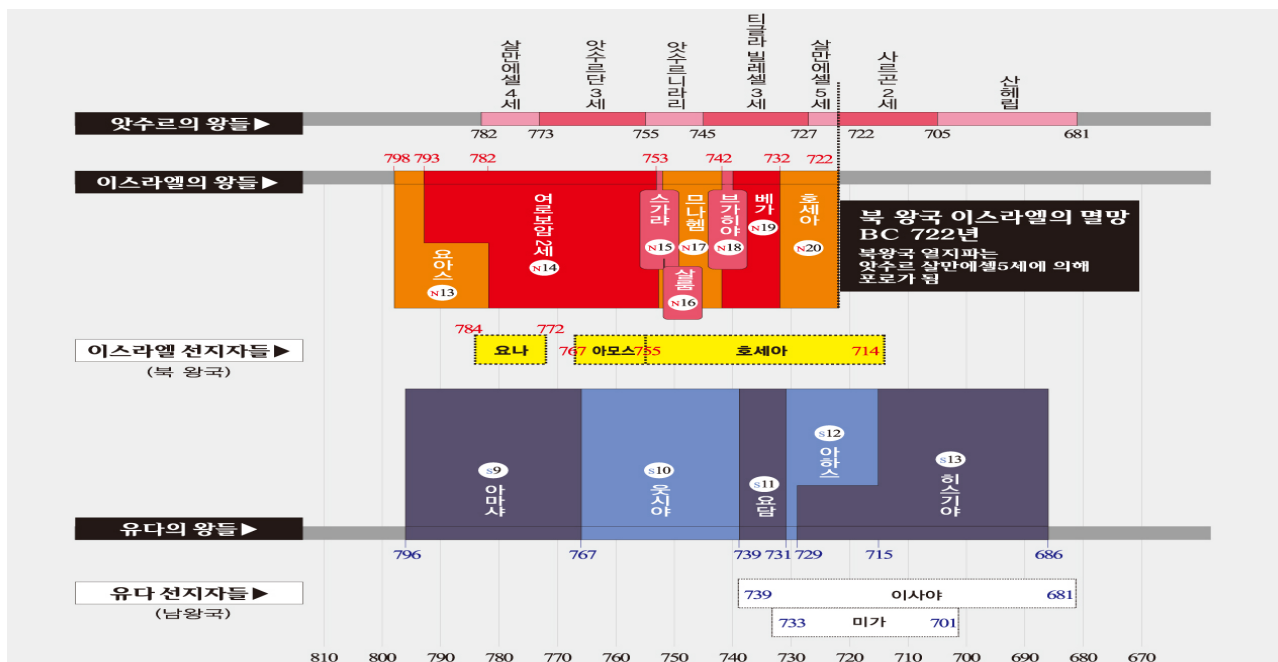 살만에셀 4세
앗수르단 3세
앗수르니라리
티글라 빌레셀 3세
살만에셀 5세
사르곤 2세
산헤립
앗수르의 왕들▶
782 773 755 745 727 722 705 681
798 793 782 753 742 732 722
이스라엘의 왕들▶
요아스 N13
여로보암 2세 N14
스가랴 N15
살룸 N16
므나헴 N17
브가히야 N18
베가 N19
호세아 N20
북 왕국 이스라엘의 멸망
BC 722년
북왕국 열지파는
앗수르 살만에셀5세에 의해
포로가 됨
784 772
이스라엘 선지자들▶
요나 767 아모스 755 호세아 714
(북 왕국)
S9 아마샤
S10 웃시야
S11 요담
S12 아하스
S13 히스기야
유다의 왕들▶
796 767 739 731 729 715 686
유다 선지자들▶
739 이사야 681
(남왕국)
733 미가 701
810 800 790 780 770 760 750 740 730 720 710 700 690 680 670